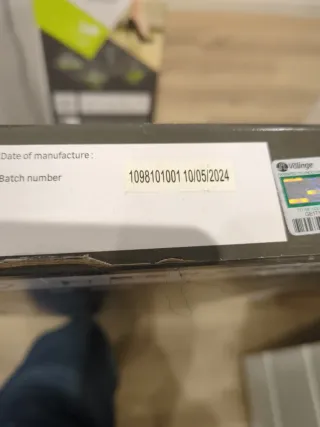 Date of manufacture :
Batch number
1098101001 10/05/2024